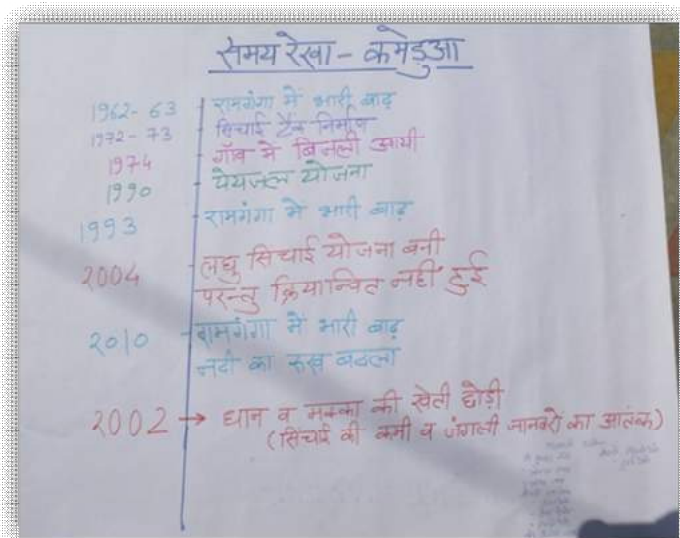 समय रेखा - कमेडुआ
1962-63 रामगंगा में भारी बाढ़
1972-73 सिचाई टैंक निर्माण
1974 गाँव मे बिजली आयी
1990 पेयजल योजना
1993 रामगंगा मे भारी बाढ़
2004 लघु सिचाई योजना बनी
परन्तु क्रियान्वित नहीं हुई
2010 रामगंगा में भारी बाढ़
नदी का रूख बदला
2002 → धान व मक्का की खेती छोड़ी
(सिंचाई की कमी व जंगली जानवरों का आतंक)